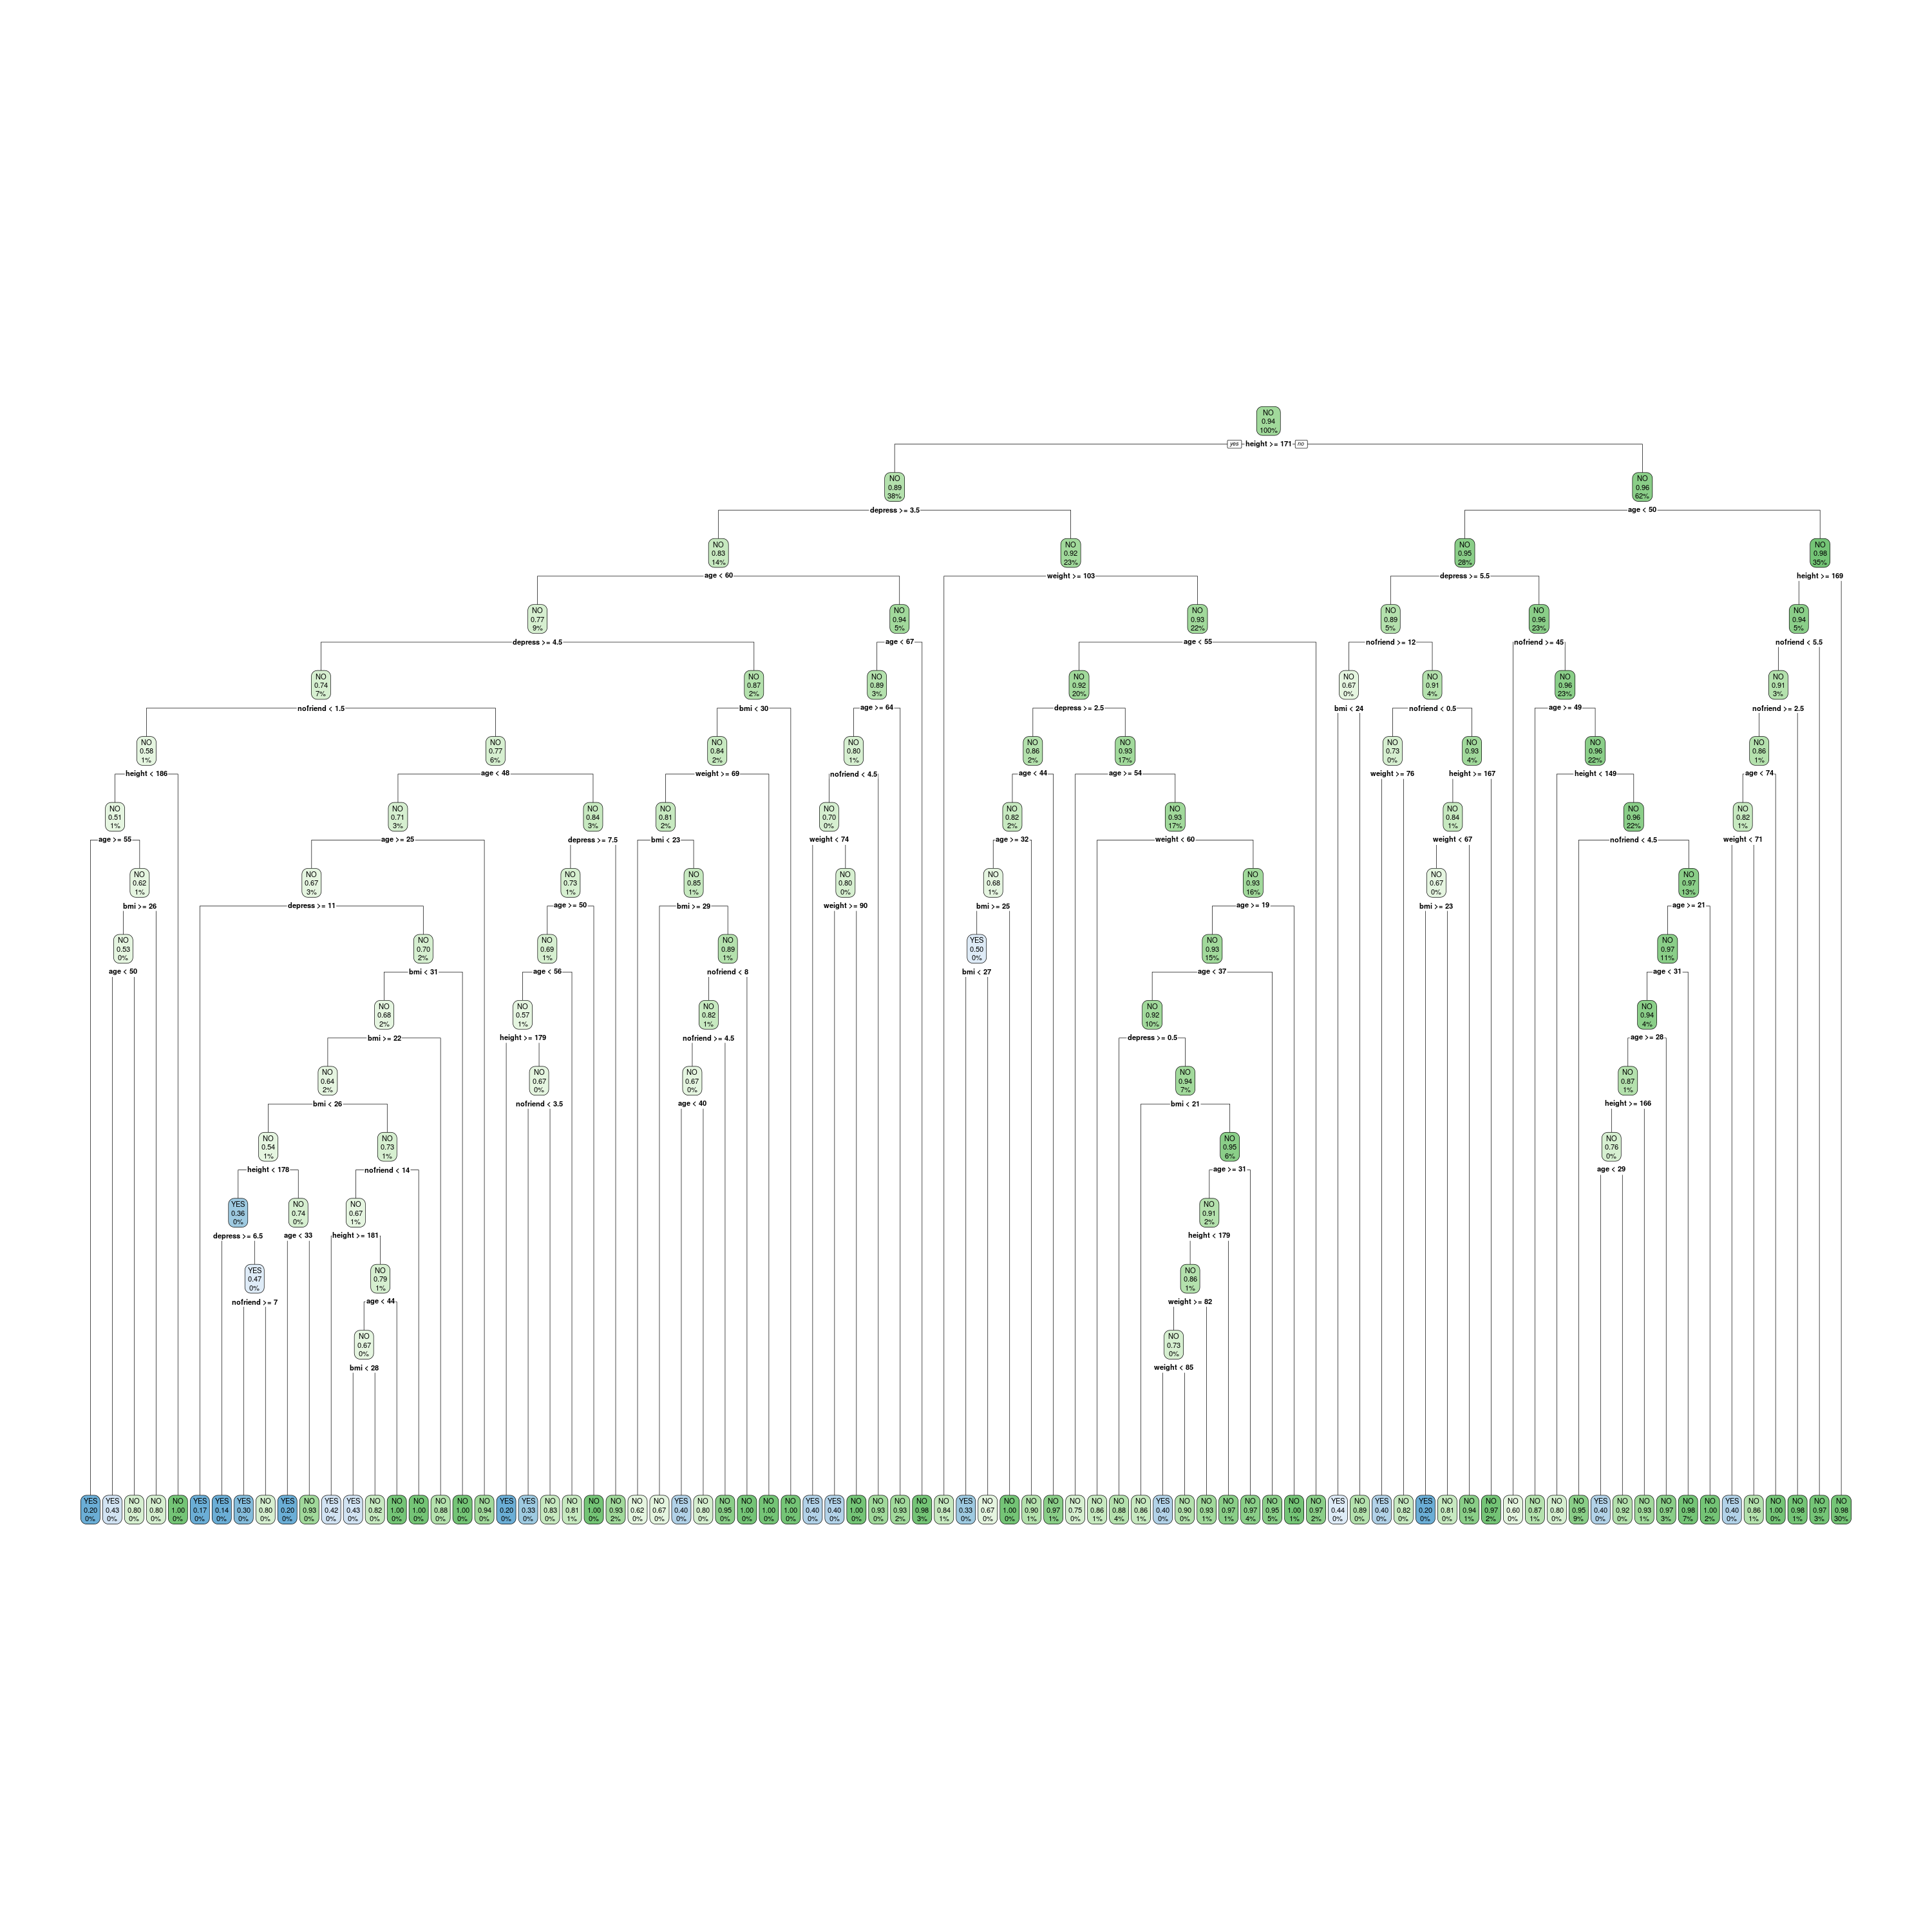 NO
0.94
100%
yes height >= 171 no
NO NO
0.89 0.96
38% 62%
depress >= 3.5 age < 50
NO NO NO NO
0.83 0.92 0.95 0.98
14% 23% 28% 35%
age < 60 weight >= 103 depress >= 5.5 height >= 169
NO NO NO NO NO NO
0.77 0.94 0.93 0.89 0.96 0.94
9% 5% 22% 5% 23% 5%
depress >= 4.5 age < 67 age < 55 nofriend >= 12 nofriend >= 45 nofriend < 5.5
NO NO NO NO NO NO NO NO
0.74 0.87 0.89 0.92 0.67 0.91 0.96 0.91
7% 2% 3% 20% 0% 4% 23% 3%
nofriend < 1.5 bmi < 30 age >= 64 depress >= 2.5 bmi < 24 nofriend < 0.5 age >= 49 nofriend >= 2.5
NO NO NO NO NO NO NO NO NO NO
0.58 0.77 0.84 0.80 0.86 0.93 0.73 0.93 0.96 0.86
1% 6% 2% 1% 2% 17% 0% 4% 22% 1%
height < 186 age < 48 weight >= 69 nofriend < 4.5 age < 44 age >= 54 weight >= 76 height >= 167 height < 149 age < 74
NO NO NO NO NO NO NO NO NO NO
0.51 0.71 0.84 0.81 0.70 0.82 0.93 0.84 0.96 0.82
1% 3% 3% 2% 0% 2% 17% 1% 22% 1%
age >= 55 age >= 25 depress >= 7.5 bmi < 23 weight < 74 age >= 32 weight < 60 weight < 67 nofriend < 4.5 weight < 71
NO NO NO NO NO NO NO NO NO
0.62 0.67 0.73 0.85 0.80 0.68 0.93 0.67 0.97
1% 3% 1% 1% 0% 1% 16% 0% 13%
bmi >= 26 depress >= 11 age >= 50 bmi >= 29 weight >= 90 bmi >= 25 age >= 19 bmi >= 23 age >= 21
NO NO NO NO YES NO NO
0.53 0.70 0.69 0.89 0.50 0.93 0.97
0% 2% 1% 1% 0% 15% 11%
age < 50 bmi < 31 age < 56 nofriend < 8 bmi < 27 age < 37 age < 31
NO NO NO NO NO
0.68 0.57 0.82 0.92 0.94
2% 1% 1% 10% 4%
bmi >= 22 height >= 179 nofriend >= 4.5 depress >= 0.5 age >= 28
NO NO NO NO NO
0.64 0.67 0.67 0.94 0.87
2% 0% 0% 7% 1%
bmi < 26 nofriend < 3.5 age < 40 bmi < 21 height >= 166
NO NO NO NO
0.54 0.73 0.95 0.76
1% 1% 6% 0%
height < 178 nofriend < 14 age >= 31 age < 29
YES NO NO NO
0.36 0.74 0.67 0.91
0% 0% 1% 2%
depress >= 6.5 age < 33 height >= 181 height < 179
YES NO NO
0.47 0.79 0.86
0% 1% 1%
nofriend >= 7 age < 44 weight >= 82
NO NO
0.67 0.73
0% 0%
bmi < 28 weight < 85
YES YES NO NO NO YES YES YES NO YES NO YES YES NO NO NO NO NO NO YES YES NO NO NO NO NO NO YES NO NO NO NO NO YES YES NO NO NO NO NO YES NO NO NO NO NO NO NO NO YES NO NO NO NO NO NO NO YES NO YES NO YES NO NO NO NO NO NO NO YES NO NO NO NO NO YES NO NO NO NO NO
0.20 0.43 0.80 0.80 1.00 0.17 0.14 0.30 0.80 0.20 0.93 0.42 0.43 0.82 1.00 1.00 0.88 1.00 0.94 0.20 0.33 0.83 0.81 1.00 0.93 0.62 0.67 0.40 0.80 0.95 1.00 1.00 1.00 0.40 0.40 1.00 0.93 0.93 0.98 0.84 0.33 0.67 1.00 0.90 0.97 0.75 0.86 0.88 0.86 0.40 0.90 0.93 0.97 0.97 0.95 1.00 0.97 0.44 0.89 0.40 0.82 0.20 0.81 0.94 0.97 0.60 0.87 0.80 0.95 0.40 0.92 0.93 0.97 0.98 1.00 0.40 0.86 1.00 0.98 0.97 0.98
0% 0% 0% 0% 0% 0% 0% 0% 0% 0% 0% 0% 0% 0% 0% 0% 0% 0% 0% 0% 0% 0% 1% 0% 2% 0% 0% 0% 0% 0% 0% 0% 0% 0% 0% 0% 0% 2% 3% 1% 0% 0% 0% 1% 1% 0% 1% 4% 1% 0% 0% 1% 1% 4% 5% 1% 2% 0% 0% 0% 0% 0% 0% 1% 2% 0% 1% 0% 9% 0% 0% 1% 3% 7% 2% 0% 1% 0% 1% 3% 30%